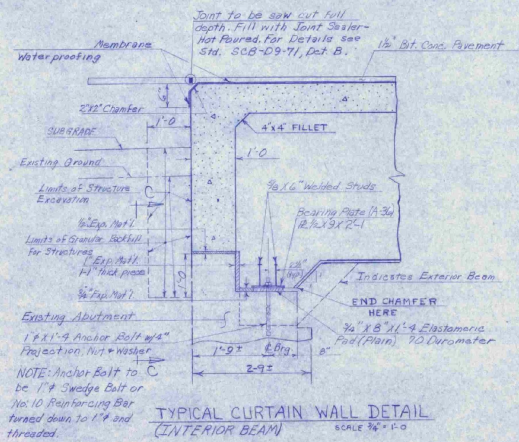 Joint to be saw cut full
depth. Fill with Joint Sealer-
Hot Poured. For Details see
Std. SCB-D9-71, Det. B.
Membrane
Waterproofing
1½" Bit. Conc. Pavement
2"x2" Chamfer
6"
1'-0
4"x4" FILLET
SUBGRADE
1'-0
Existing Ground
Limits of Structure
Excavation
C
⅝ X 6" Welded Studs
½" Exp. Mat'l.
Bearing Plate (A-36)
Limits of Granular Backfill
For Structures
1" Exp. Mat'l.
1'-0
Indicates Exterior Beam
¾" Exp. Mat'l.
END CHAMFER
HERE
Existing Abutment
1"φ x 1'-4 Anchor Bolt w/4"
Projection, Nut & Washer
¾" X 8" X 1'-4 Elastomeric
Pad (Plain) 70 Durometer
1'-9±
₵ Brg.
8"
C
2'-9±
NOTE: Anchor Bolt to
be 1"φ Swedge Bolt or
No. 10 Reinforcing Bar
turned down to 1"φ and
threaded.
TYPICAL CURTAIN WALL DETAIL
(INTERIOR BEAM)
SCALE ¾" = 1'-0